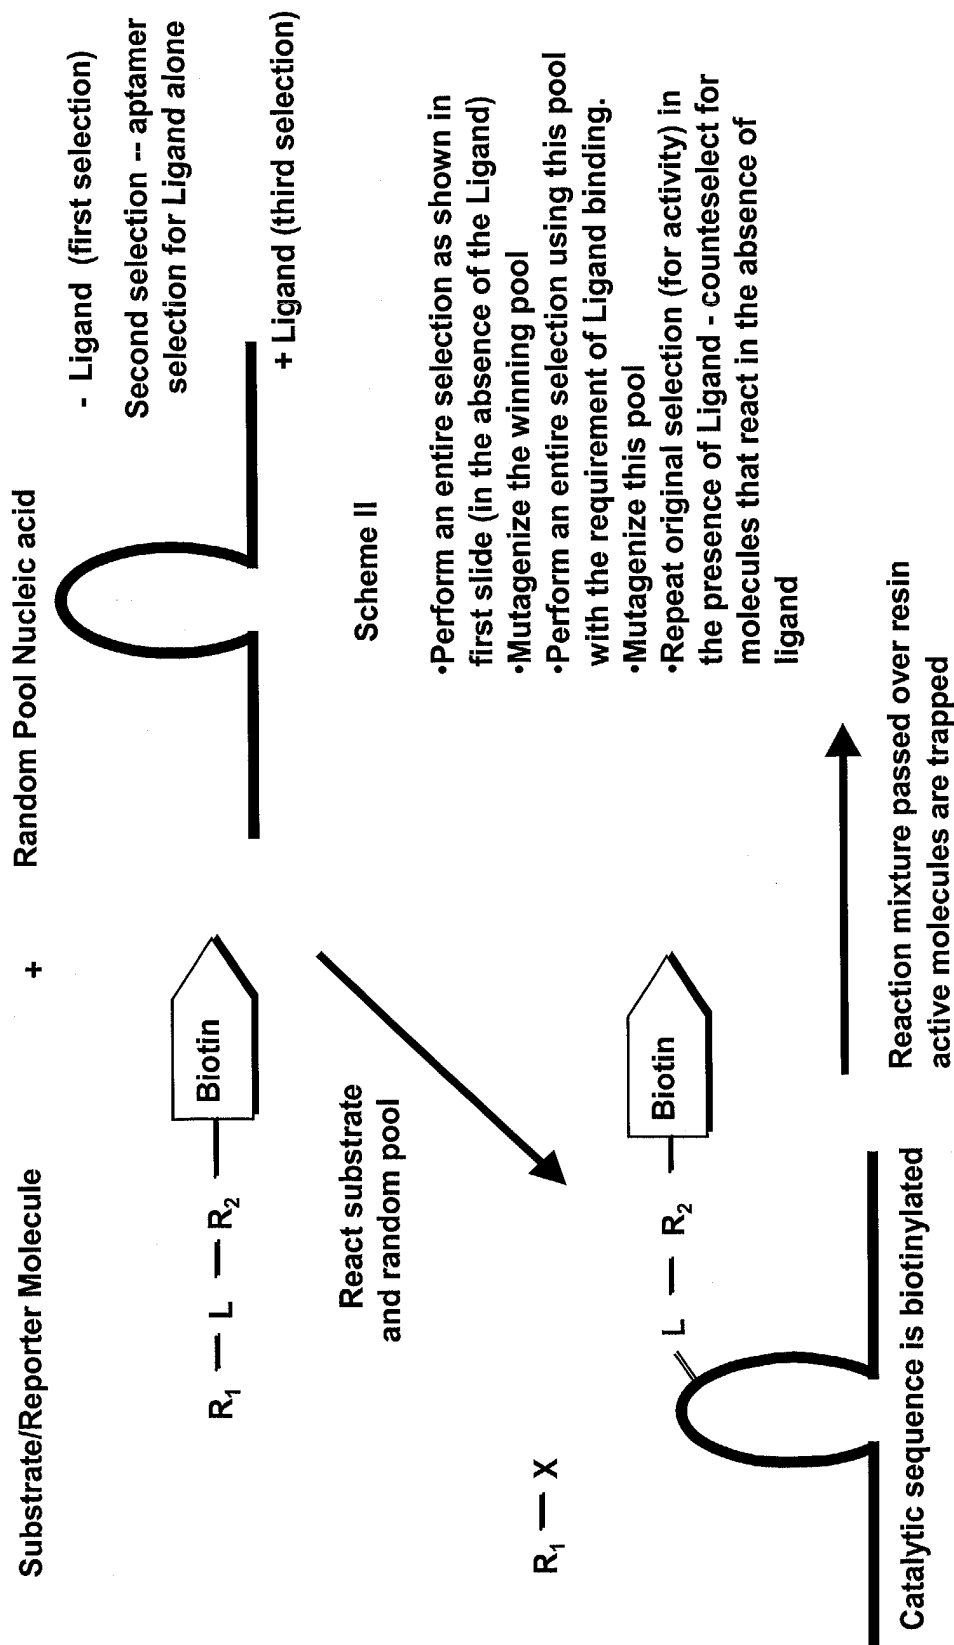 Substrate/Reporter Molecule + Random Pool Nucleic acid
- Ligand (first selection)
Second selection -- aptamer
selection for Ligand alone
+ Ligand (third selection)
R1 — L — R2 — Biotin
React substrate
and random pool
Scheme II
•Perform an entire selection as shown in
first slide (in the absence of the Ligand)
•Mutagenize the winning pool
•Perform an entire selection using this pool
with the requirement of Ligand binding.
•Mutagenize this pool
•Repeat original selection (for activity) in
the presence of Ligand - counteselect for
molecules that react in the absence of
ligand
R1 — X
L — R2 — Biotin
Catalytic sequence is biotinylated
Reaction mixture passed over resin
active molecules are trapped